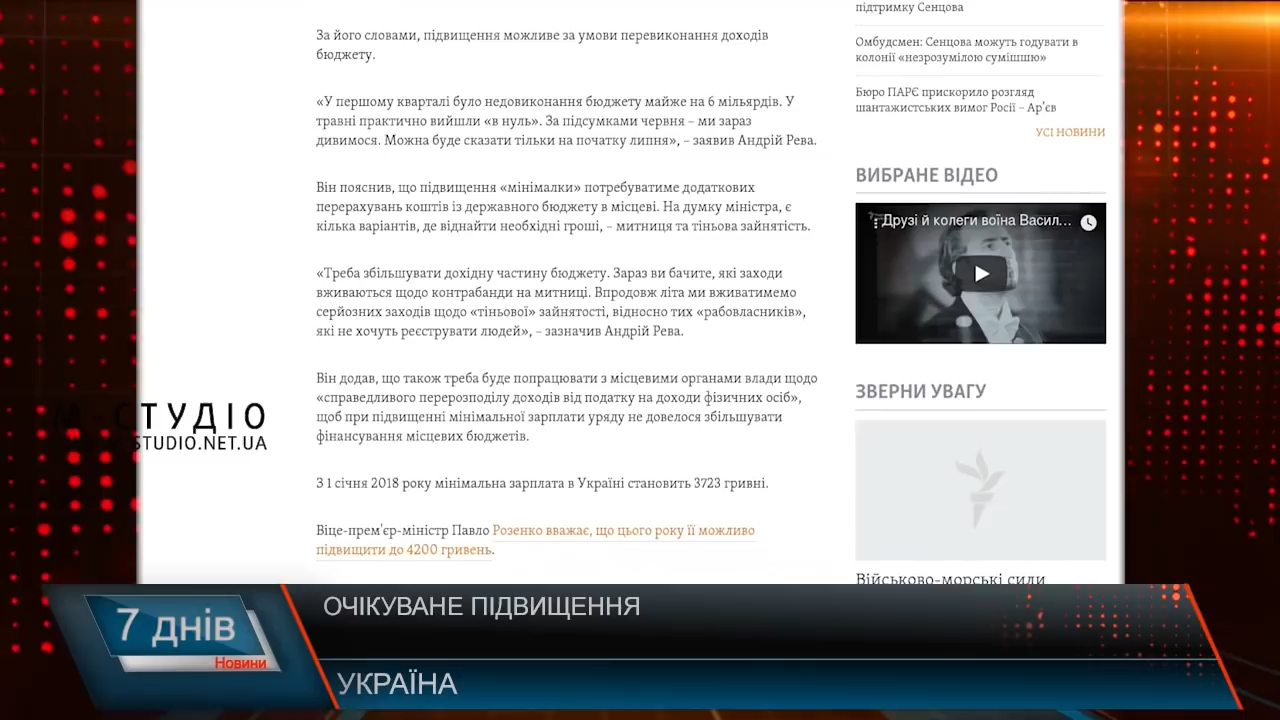 За його словами, підвищення можливе за умови перевиконання доходів
бюджету.
«У першому кварталі було недовиконання бюджету майже на 6 мільярдів. У
травні практично вийшли «в нуль». За підсумками червня – ми зараз
дивимося. Можна буде сказати тільки на початку липня», – заявив Андрій Рева.
Він пояснив, що підвищення «мінімалки» потребуватиме додаткових
перерахувань коштів із державного бюджету в місцеві. На думку міністра, є
кілька варіантів, де віднайти необхідні гроші, – митниця та тіньова зайнятість.
«Треба збільшувати дохідну частину бюджету. Зараз ви бачите, які заходи
вживаються щодо контрабанди на митниці. Впродовж літа ми вживатимемо
серйозних заходів щодо «тіньової» зайнятості, відносно тих «рабовласників»,
які не хочуть реєструвати людей», – зазначив Андрій Рева.
Він додав, що також треба буде попрацювати з місцевими органами влади щодо
«справедливого перерозподілу доходів від податку на доходи фізичних осіб»,
щоб при підвищенні мінімальної зарплати уряду не довелося збільшувати
фінансування місцевих бюджетів.
З 1 січня 2018 року мінімальна зарплата в Україні становить 3723 гривні.
Віце-прем'єр-міністр Павло Розенко вважає, що цього року її можливо
підвищити до 4200 гривень.
підтримку Сенцова
Омбудсмен: Сенцова можуть годувати в
колонії «незрозумілою сумішшю»
Бюро ПАРЄ прискорило розгляд
шантажистських вимог Росії – Ар’єв
УСІ НОВИНИ
ВИБРАНЕ ВІДЕО
Друзі й колеги воїна Васил...
ЗВЕРНИ УВАГУ
Військово-морські сили
М СТУДІО
STUDIO.NET.UA
7 днів
Новини
ОЧІКУВАНЕ ПІДВИЩЕННЯ
УКРАЇНА